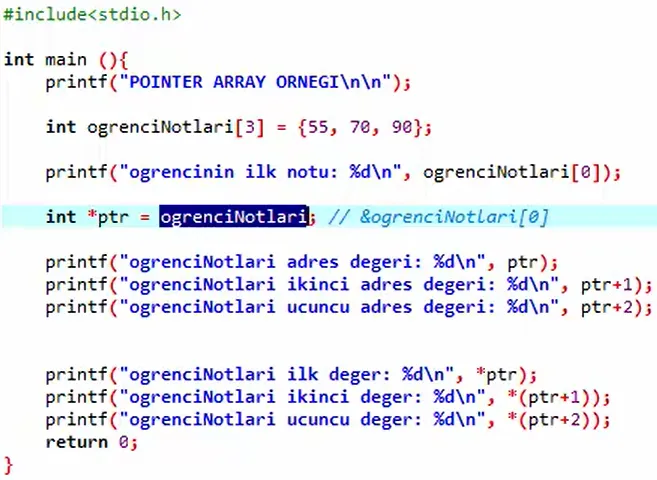 #include<stdio.h>
int main (){
printf("POINTER ARRAY ORNEGI\n\n");
int ogrenciNotlari[3] = {55, 70, 90};
printf("ogrencinin ilk notu: %d\n", ogrenciNotlari[0]);
int *ptr = ogrenciNotlari; // &ogrenciNotlari[0]
printf("ogrenciNotlari adres degeri: %d\n", ptr);
printf("ogrenciNotlari ikinci adres degeri: %d\n", ptr+1);
printf("ogrenciNotlari ucuncu adres degeri: %d\n", ptr+2);
printf("ogrenciNotlari ilk deger: %d\n", *ptr);
printf("ogrenciNotlari ikinci deger: %d\n", *(ptr+1));
printf("ogrenciNotlari ucuncu deger: %d\n", *(ptr+2));
return 0;
}